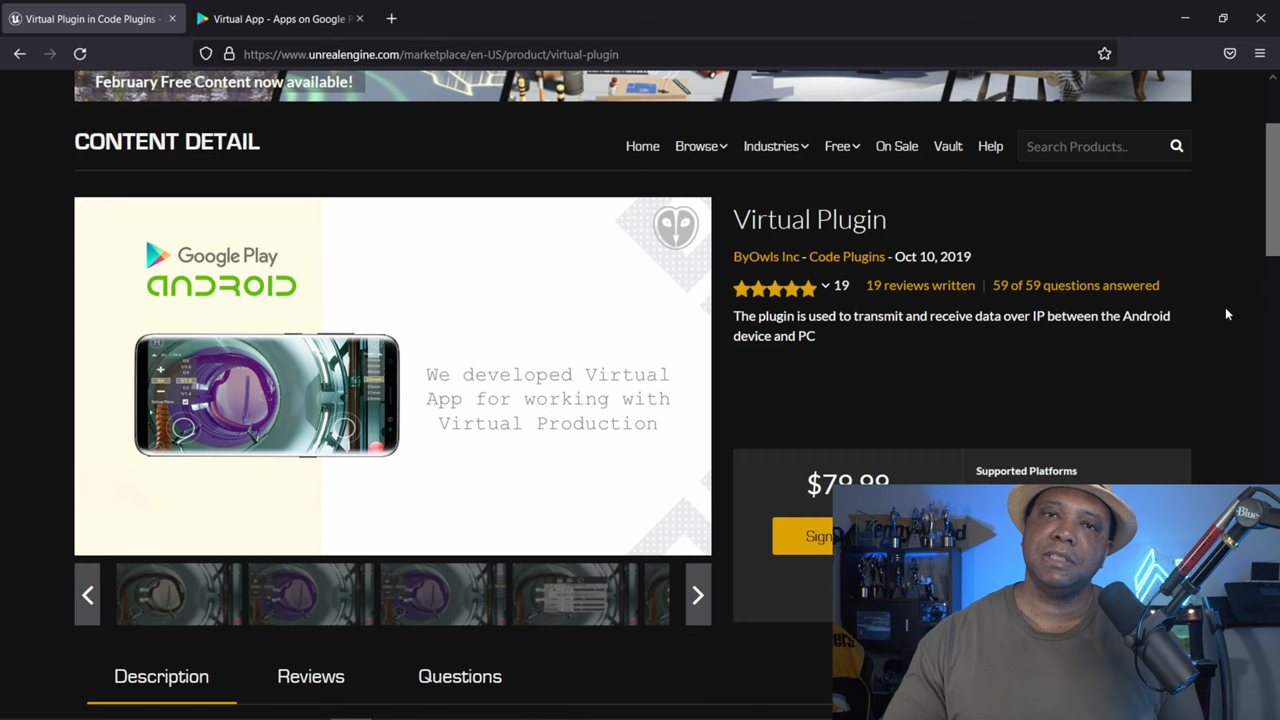 Virtual Plugin in Code Plugins -
Virtual App - Apps on Google P
https://www.unrealengine.com/marketplace/en-US/product/virtual-plugin
February Free Content now available!
CONTENT DETAIL
Home Browse Industries Free On Sale Vault Help Search Products..
Google Play
ANDROID
We developed Virtual
App for working with
Virtual Production
Virtual Plugin
ByOwls Inc - Code Plugins - Oct 10, 2019
19 19 reviews written | 59 of 59 questions answered
The plugin is used to transmit and receive data over IP between the Android
device and PC
$79.99
Supported Platforms
Sign
Blue
Description Reviews Questions